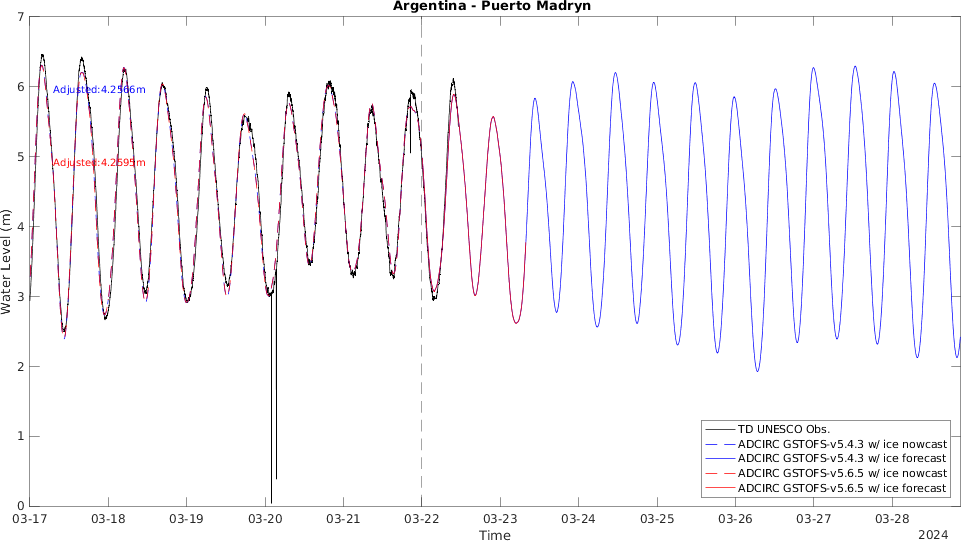 Argentina - Puerto Madryn
7
6
5
4
3
2
1
0
Water Level (m)
Adjusted:4.2566m
Adjusted:4.2595m
TD UNESCO Obs.
ADCIRC GSTOFS-v5.4.3 w/ ice nowcast
ADCIRC GSTOFS-v5.4.3 w/ ice forecast
ADCIRC GSTOFS-v5.6.5 w/ ice nowcast
ADCIRC GSTOFS-v5.6.5 w/ ice forecast
03-17 03-18 03-19 03-20 03-21 03-22 03-23 03-24 03-25 03-26 03-27 03-28
Time
2024